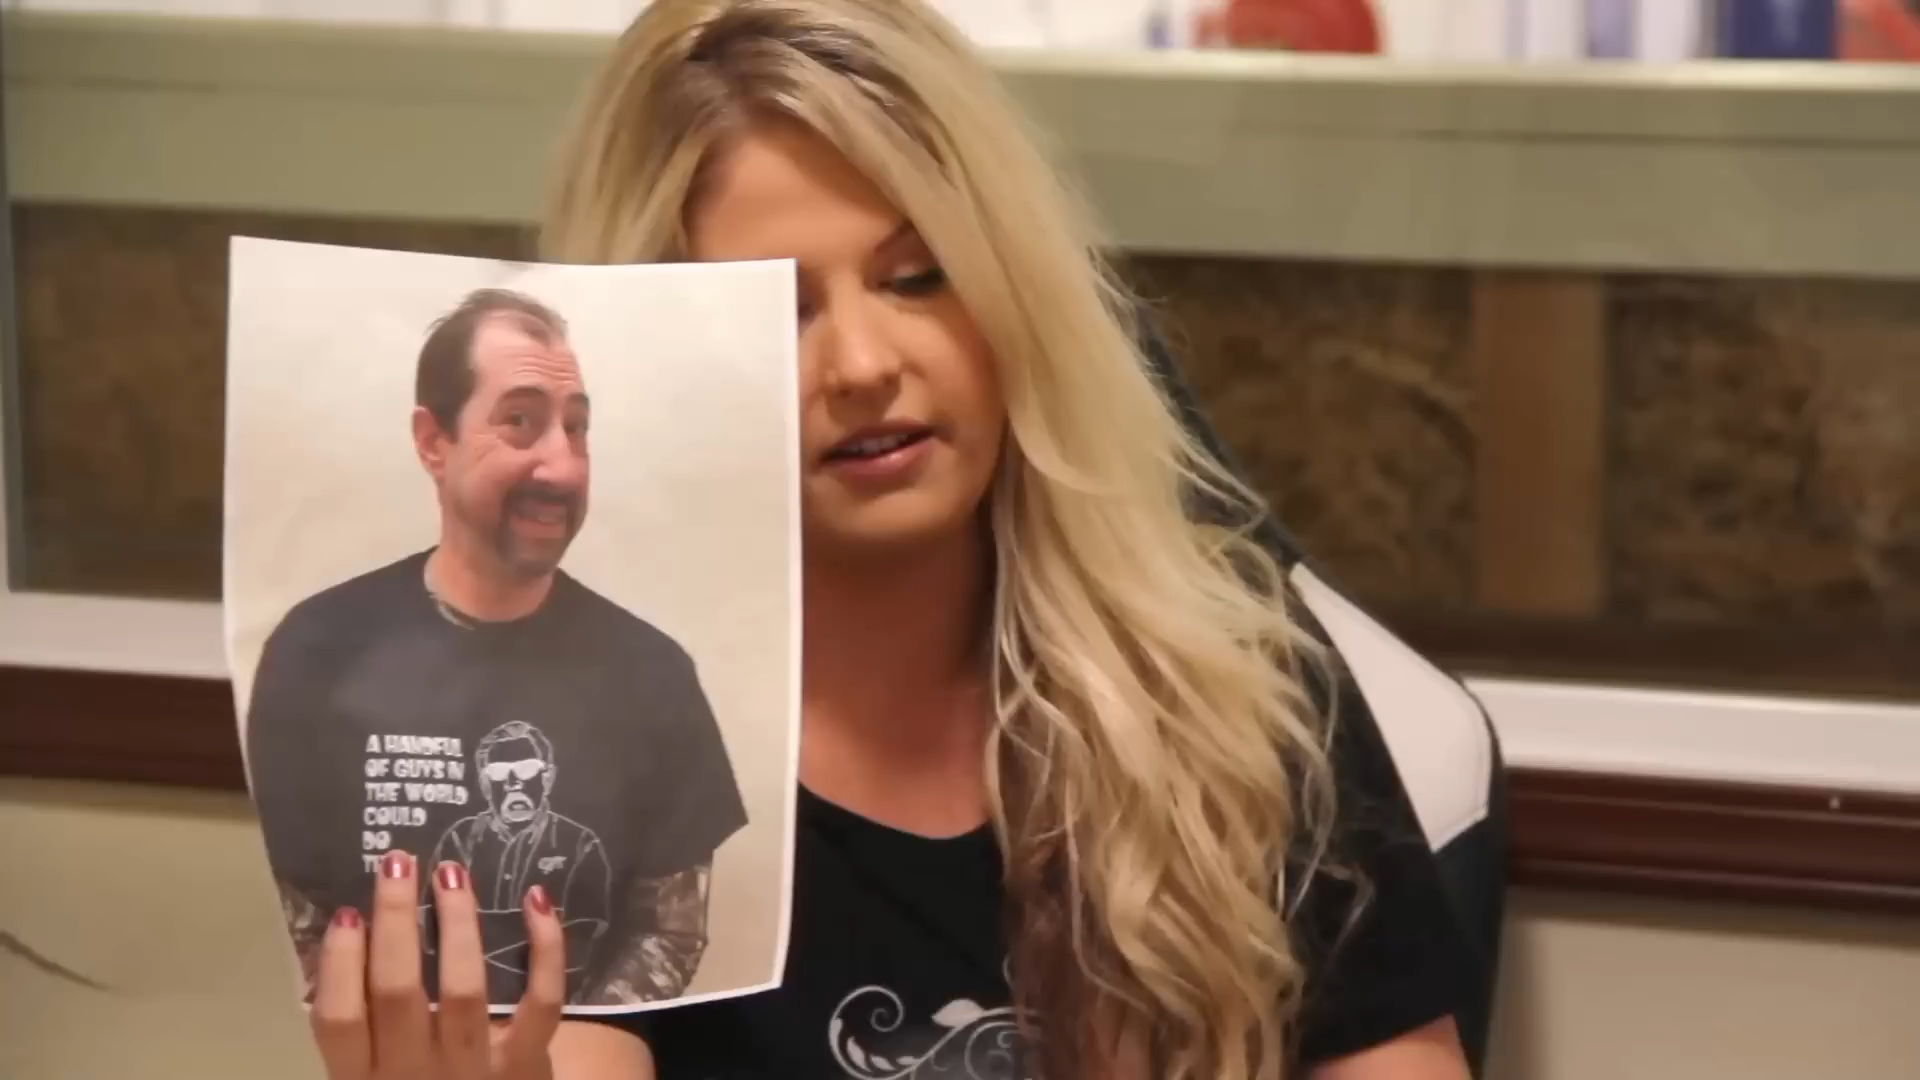 A HANDFUL
OF GUYS IN
THE WORLD
COULD
DO